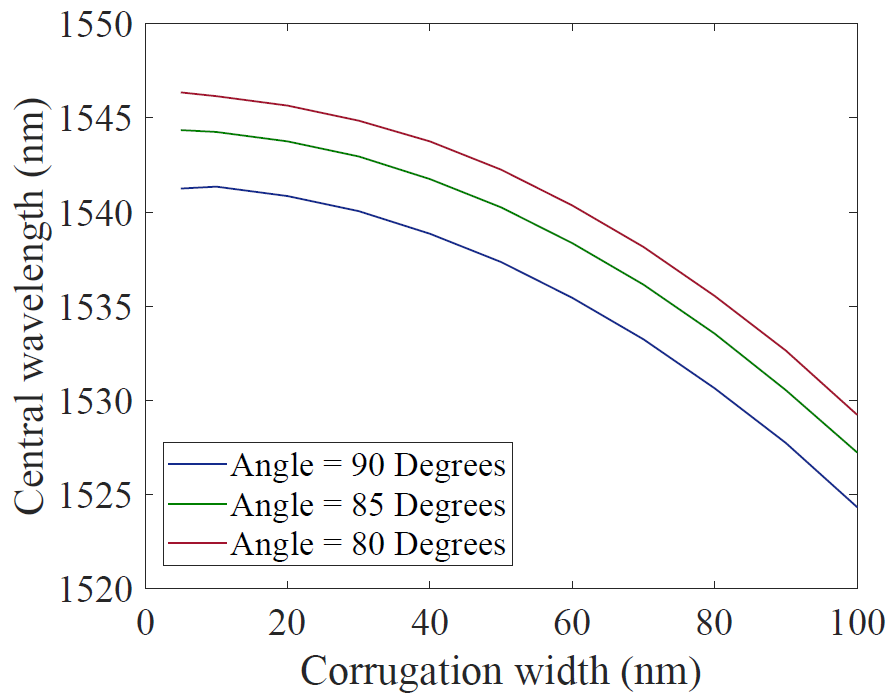 1550
1545
1540
1535
1530
1525
1520
Central wavelength (nm)
Angle = 90 Degrees
Angle = 85 Degrees
Angle = 80 Degrees
0 20 40 60 80 100
Corrugation width (nm)